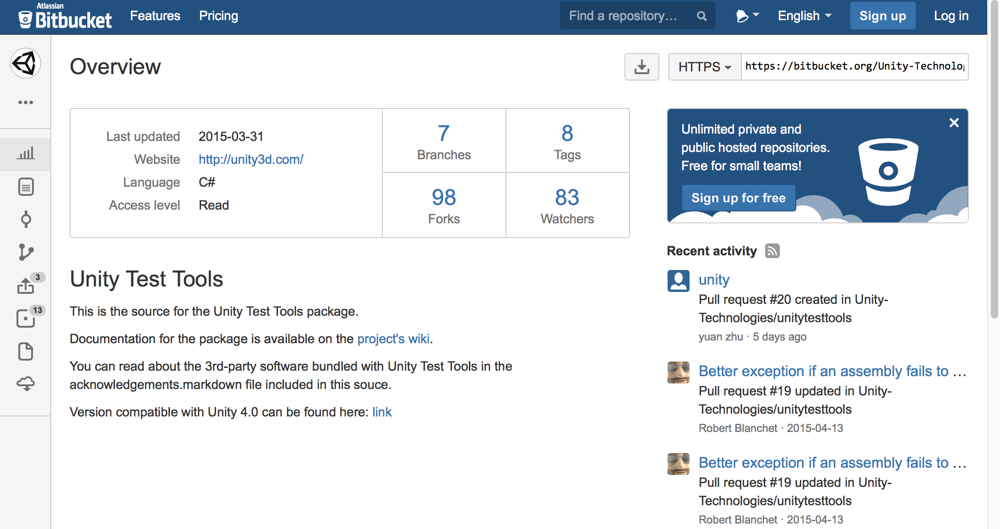 Atlassian
Bitbucket
Features
Pricing
Find a repository...
English
Sign up
Log in
Overview
HTTPS
https://bitbucket.org/Unity-Technolog
Last updated 2015-03-31
Website http://unity3d.com/
Language C#
Access level Read
7
Branches
8
Tags
98
Forks
83
Watchers
Unlimited private and
public hosted repositories.
Free for small teams!
Sign up for free
3
13
Unity Test Tools
This is the source for the Unity Test Tools package.
Documentation for the package is available on the project's wiki.
You can read about the 3rd-party software bundled with Unity Test Tools in the
acknowledgements.markdown file included in this souce.
Version compatible with Unity 4.0 can be found here: link
Recent activity
unity
Pull request #20 created in Unity-
Technologies/unitytesttools
yuan zhu · 5 days ago
Better exception if an assembly fails to ...
Pull request #19 updated in Unity-
Technologies/unitytesttools
Robert Blanchet · 2015-04-13
Better exception if an assembly fails to ...
Pull request #19 updated in Unity-
Technologies/unitytesttools
Robert Blanchet · 2015-04-13